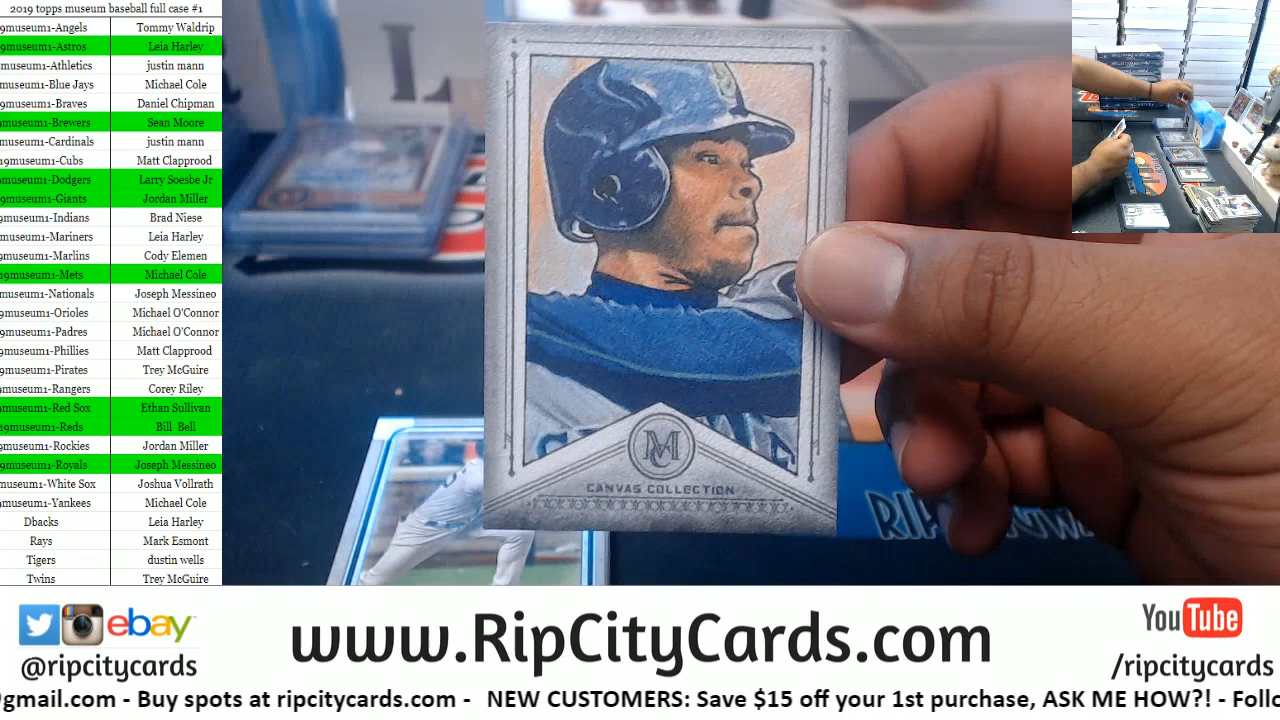 2019 topps museum baseball full case #1
9museum1-Angels Tommy Waldrip
9museum1-Astros Leia Harley
museum1-Athletics justin mann
museum1-Blue Jays Michael Cole
9museum1-Braves Daniel Chipman
9museum1-Brewers Sean Moore
museum1-Cardinals justin mann
19museum1-Cubs Matt Clapprood
9museum1-Dodgers Larry Soesbe Jr
9museum1-Giants Jordan Miller
9museum1-Indians Brad Niese
museum1-Mariners Leia Harley
museum1-Marlins Cody Elemen
19museum1-Mets Michael Cole
museum1-Nationals Joseph Messineo
9museum1-Orioles Michael O'Connor
9museum1-Padres Michael O'Connor
museum1-Phillies Matt Clapprood
9museum1-Pirates Trey McGuire
museum1-Rangers Corey Riley
museum1-Red Sox Ethan Sullivan
19museum1-Reds Bill Bell
museum1-Rockies Jordan Miller
9museum1-Royals Joseph Messineo
museum1-White Sox Joshua Vollrath
museum1-Yankees Michael Cole
Dbacks Leia Harley
Rays Mark Esmont
Tigers dustin wells
Twins Trey McGuire
MC
CANVAS COLLECTION
RIP
ebay
@ripcitycards
www.RipCityCards.com
YouTube
/ripcitycards
gmail.com - Buy spots at ripcitycards.com - NEW CUSTOMERS: Save $15 off your 1st purchase, ASK ME HOW?! - Follo